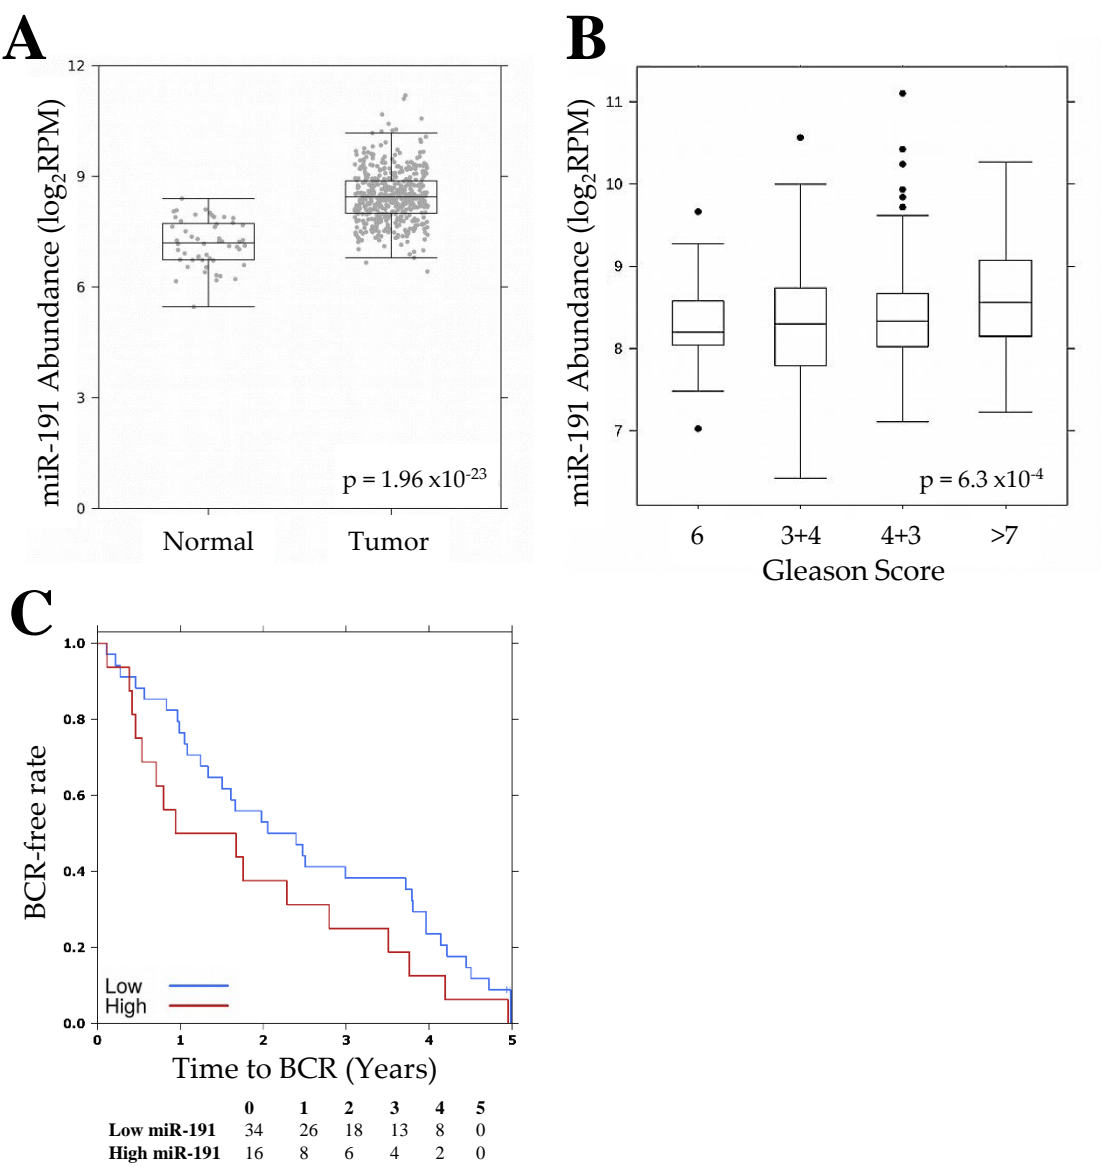 A
miR-191 Abundance (log2RPM)
12
9
6
3
0
p = 1.96 x10-23
Normal Tumor
B
miR-191 Abundance (log2RPM)
11
10
9
8
7
p = 6.3 x10-4
6 3+4 4+3 >7
Gleason Score
C
BCR-free rate
1.0
0.8
0.6
0.4
0.2
0.0
Low
High
0 1 2 3 4 5
Time to BCR (Years)
0 1 2 3 4 5
Low miR-191 34 26 18 13 8 0
High miR-191 16 8 6 4 2 0